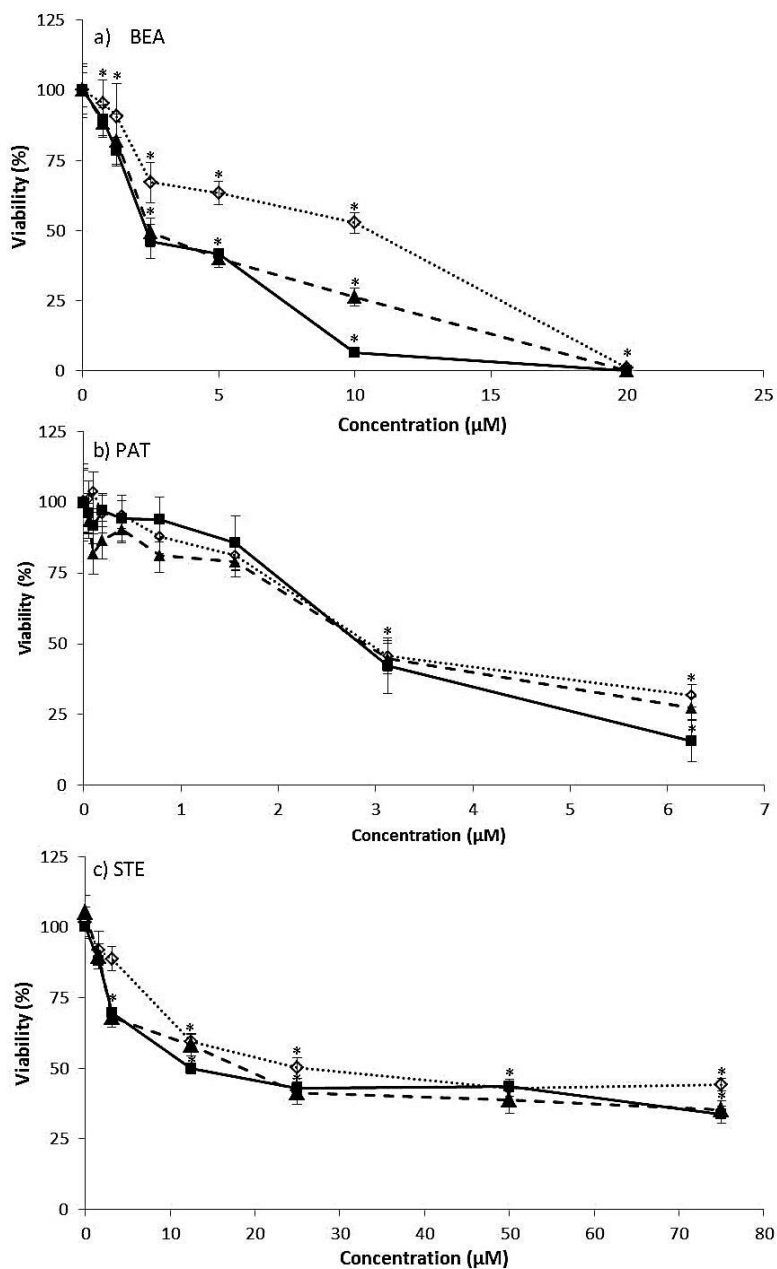 a) BEA
125
100
75
50
25
0
Viability (%)
* * * * * * * * * * *
0 5 10 15 20 25
Concentration (µM)
b) PAT
125
100
75
50
25
0
Viability (%)
* * *
0 1 2 3 4 5 6 7
Concentration (µM)
c) STE
125
100
75
50
25
0
Viability (%)
* * * * * * *
0 10 20 30 40 50 60 70 80
Concentration (µM)